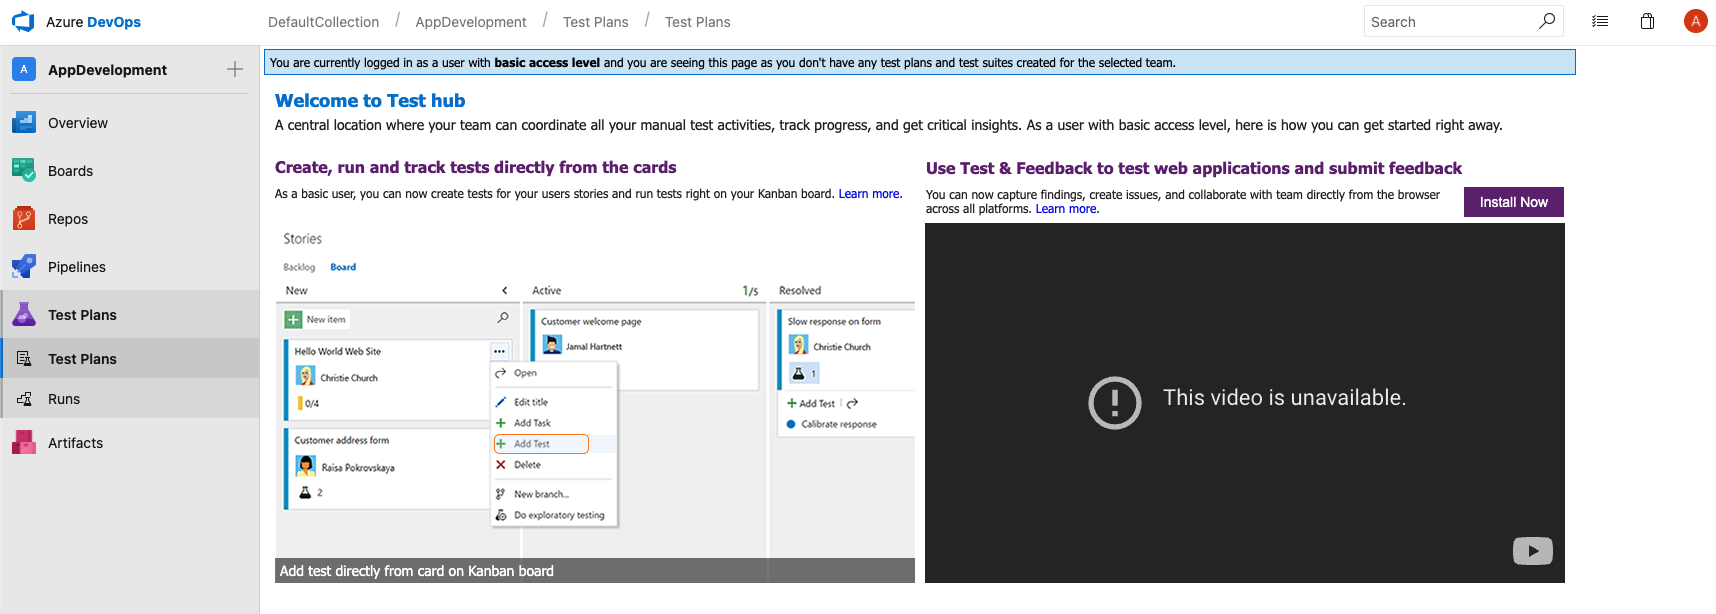 Azure DevOps
DefaultCollection / AppDevelopment / Test Plans / Test Plans
Search
A
A AppDevelopment
Overview
Boards
Repos
Pipelines
Test Plans
Test Plans
Runs
Artifacts
You are currently logged in as a user with basic access level and you are seeing this page as you don't have any test plans and test suites created for the selected team.
Welcome to Test hub
A central location where your team can coordinate all your manual test activities, track progress, and get critical insights. As a user with basic access level, here is how you can get started right away.
Create, run and track tests directly from the cards
As a basic user, you can now create tests for your users stories and run tests right on your Kanban board. Learn more.
Stories
Backlog Board
New
New item
Hello World Web Site
Christie Church
0/4
Customer address form
Raisa Pokrovskaya
2
Open
Edit title
Add Task
Add Test
Delete
New branch...
Do exploratory testing
Active 1/5
Customer welcome page
Jamal Hartnett
Resolved
Slow response on form
Christie Church
1
Add Test
Calibrate response
Add test directly from card on Kanban board
Use Test & Feedback to test web applications and submit feedback
You can now capture findings, create issues, and collaborate with team directly from the browser
across all platforms. Learn more.
Install Now
This video is unavailable.